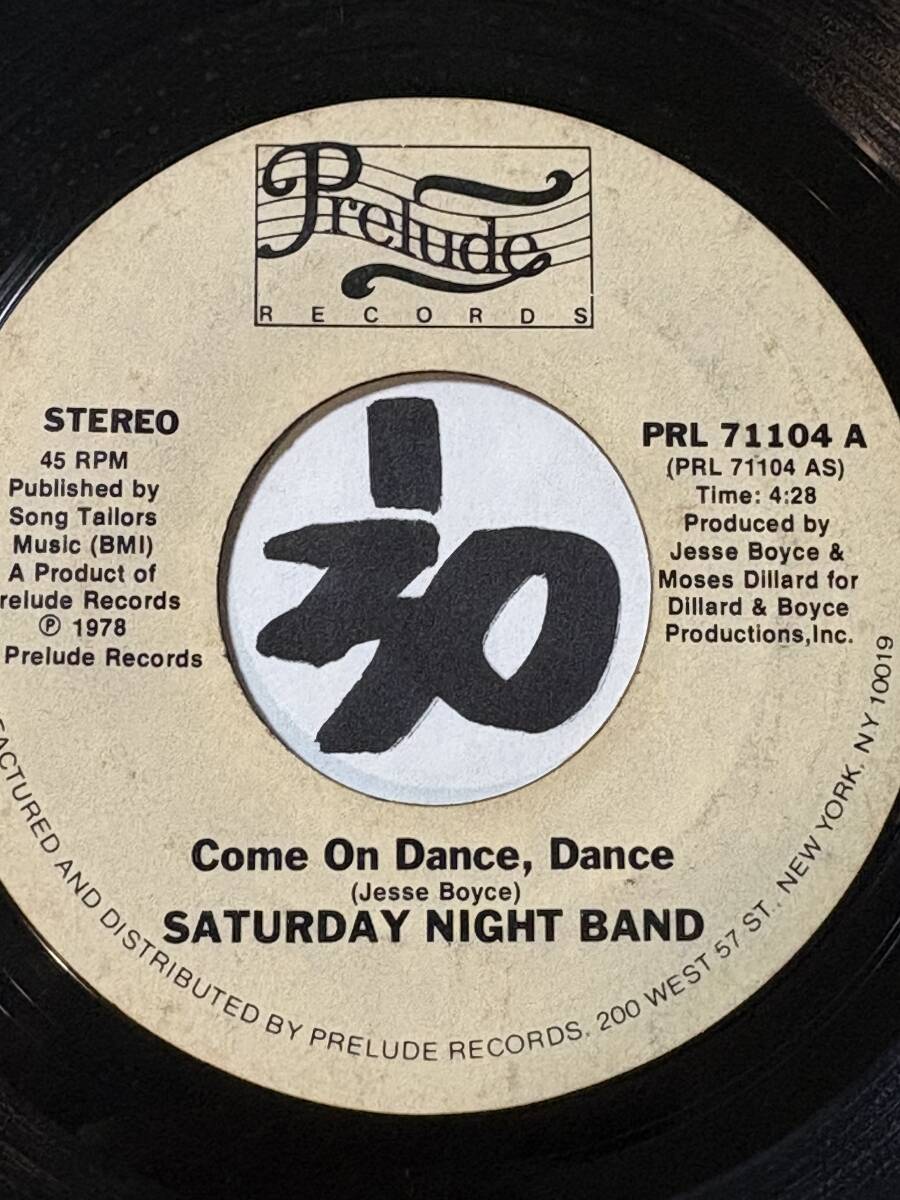 Prelude
RECORDS
STEREO
45 RPM
Published by
Song Tailors
Music (BMI)
A Product of
relude Records
℗ 1978
Prelude Records
PRL 71104 A
(PRL 71104 AS)
Time: 4:28
Produced by
Jesse Boyce &
Moses Dillard for
Dillard & Boyce
Productions,Inc.
Come On Dance, Dance
(Jesse Boyce)
SATURDAY NIGHT BAND
FACTURED AND DISTRIBUTED BY PRELUDE RECORDS. 200 WEST 57 ST., NEW YORK, NY 10019